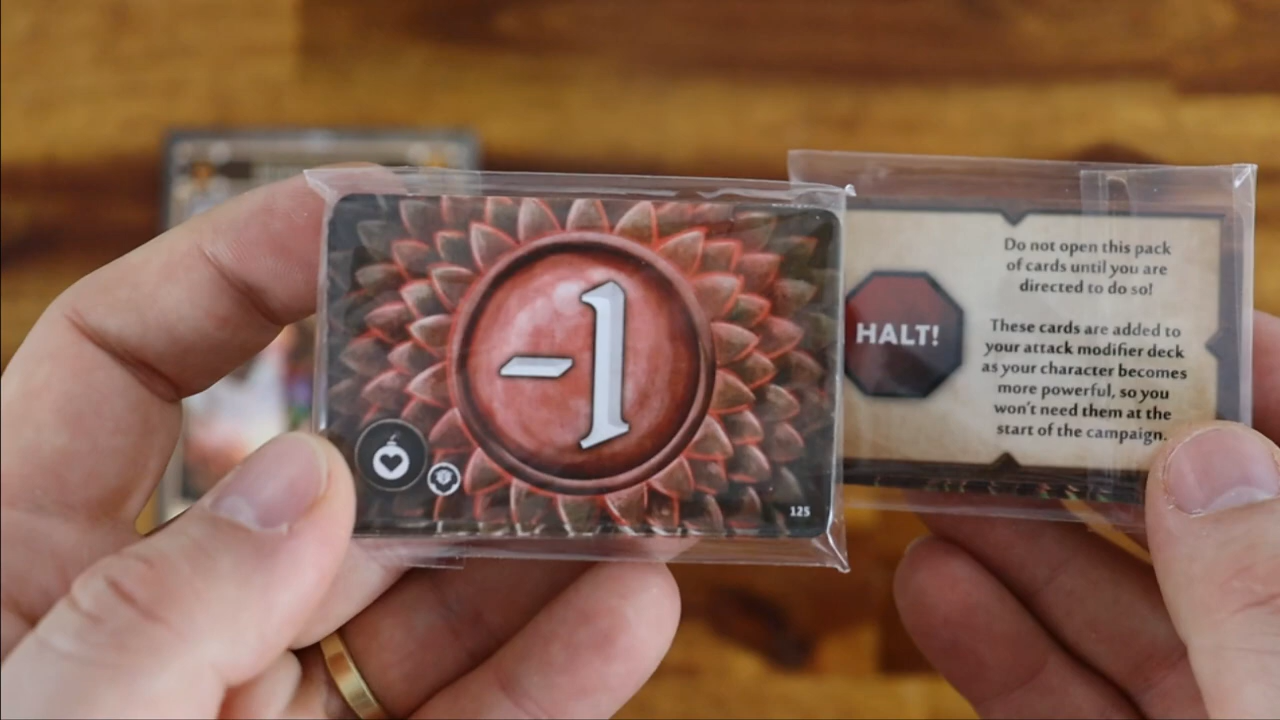 -1
125
HALT!
Do not open this pack
of cards until you are
directed to do so!
These cards are added to
your attack modifier deck
as your character becomes
more powerful, so you
won't need them at the
start of the campaign.